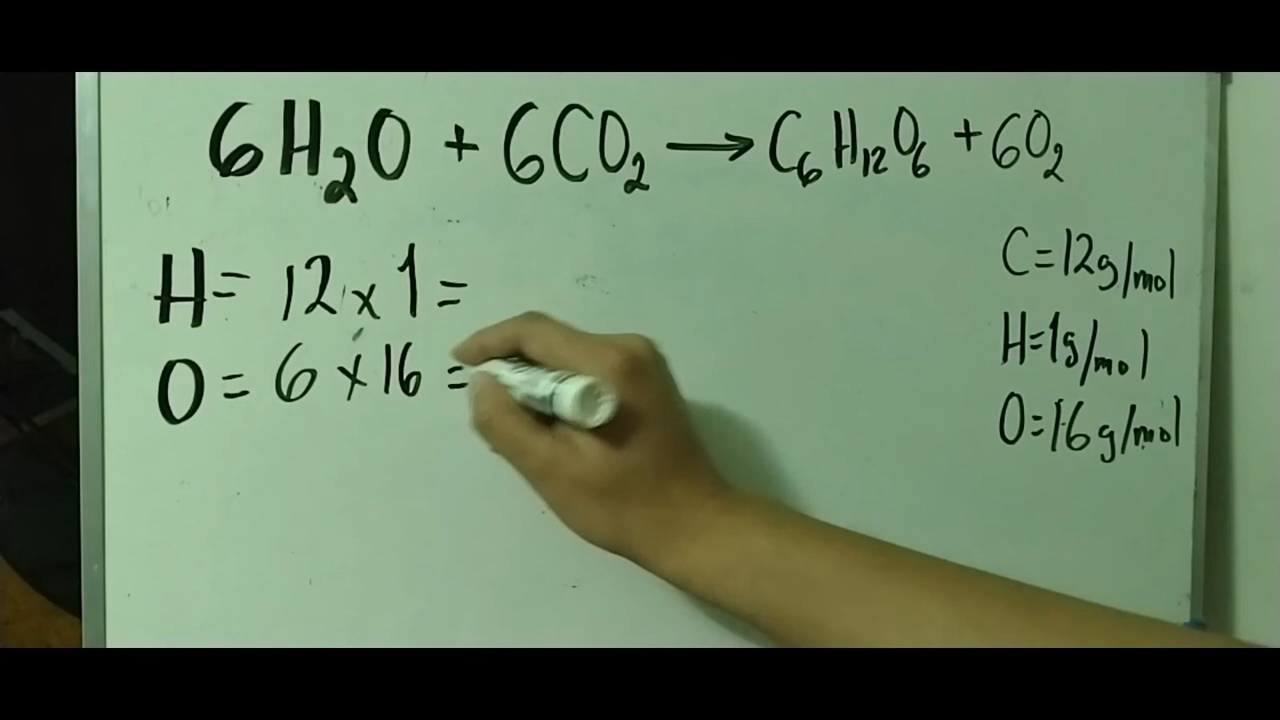 6H₂O + 6CO₂ → C₆H₁₂O₆ + 6O₂
H = 12 x 1 =
O = 6 x 16 =
C = 12g/mol
H = 1g/mol
O = 16g/mol